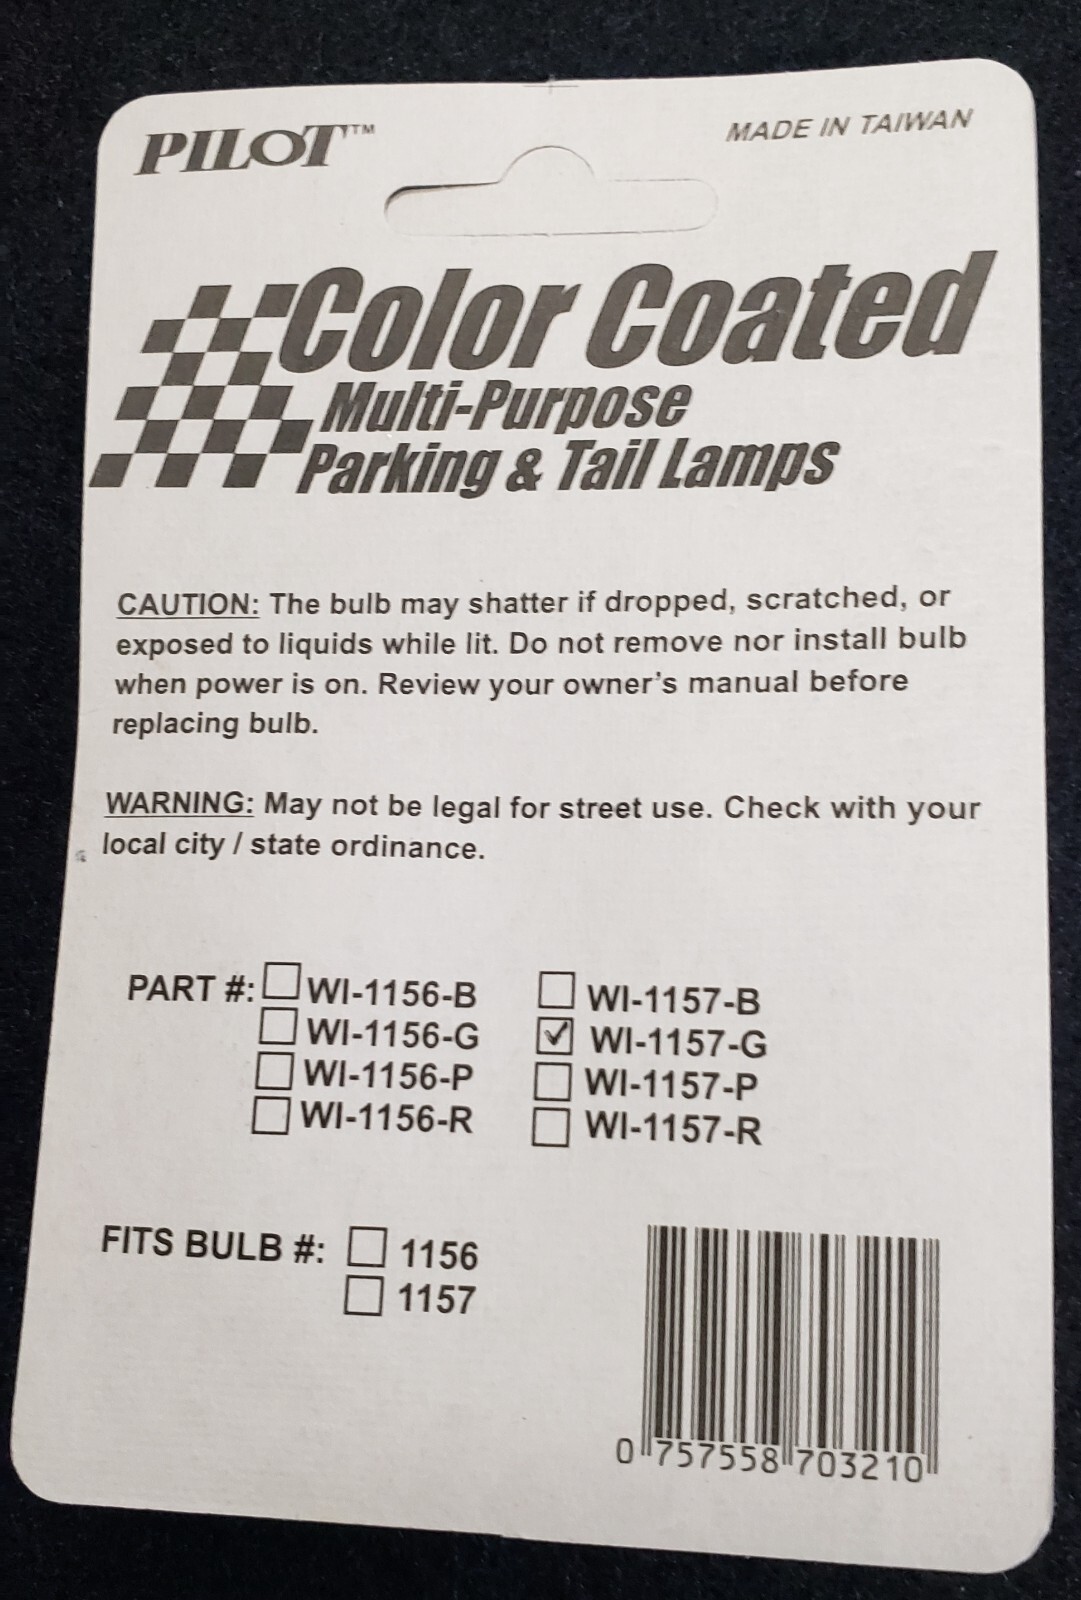 PILOT™
MADE IN TAIWAN
Color Coated
Multi-Purpose
Parking & Tail Lamps
CAUTION: The bulb may shatter if dropped, scratched, or
exposed to liquids while lit. Do not remove nor install bulb
when power is on. Review your owner's manual before
replacing bulb.
WARNING: May not be legal for street use. Check with your
local city / state ordinance.
PART #: ☐ WI-1156-B ☐ WI-1157-B
☐ WI-1156-G ☑ WI-1157-G
☐ WI-1156-P ☐ WI-1157-P
☐ WI-1156-R ☐ WI-1157-R
FITS BULB #: ☐ 1156
☐ 1157
0 757558 703210